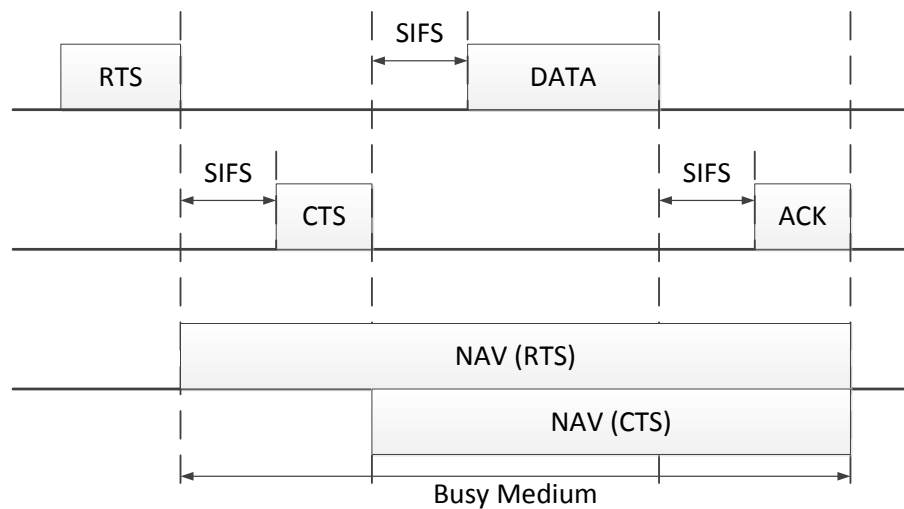 SIFS
RTS
DATA
SIFS
SIFS
CTS
ACK
NAV (RTS)
NAV (CTS)
Busy Medium